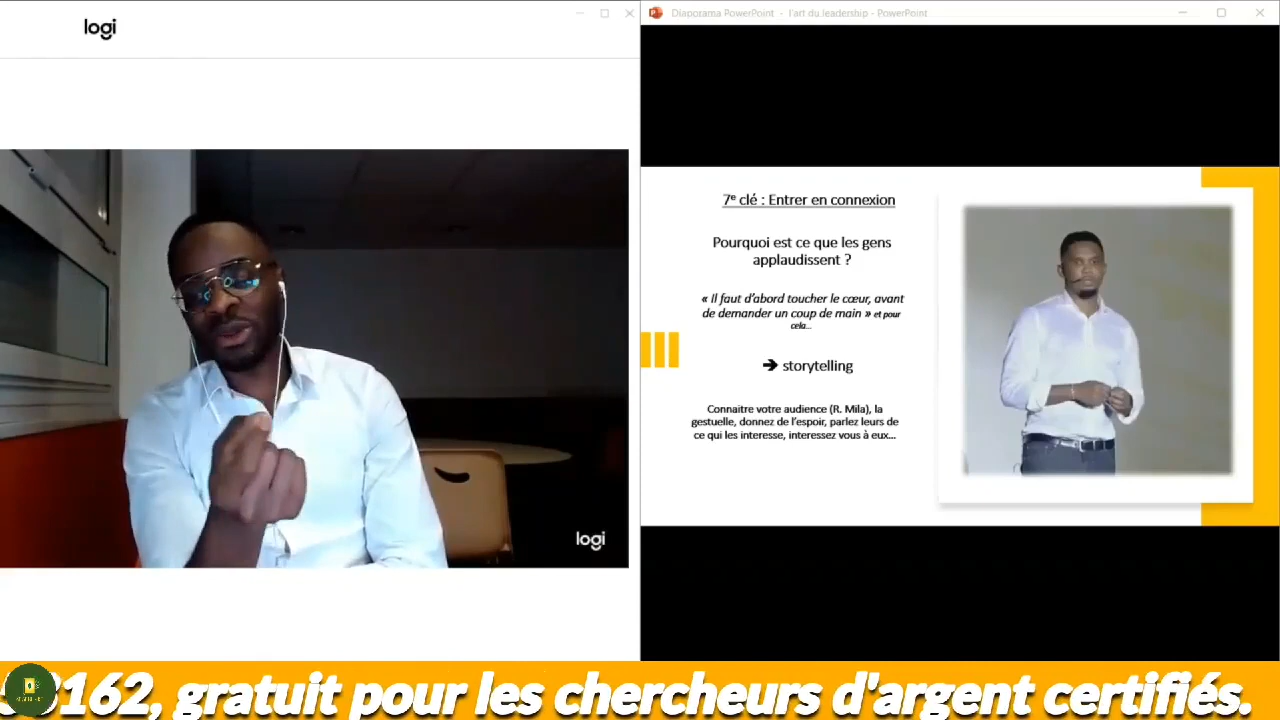 logi
Diaporama PowerPoint - l'art du leadership - PowerPoint
7e clé : Entrer en connexion
Pourquoi est ce que les gens
applaudissent ?
« Il faut d'abord toucher le cœur, avant
de demander un coup de main » et pour
cela...
➔ storytelling
Connaitre votre audience (R. Mila), la
gestuelle, donnez de l'espoir, parlez leurs de
ce qui les interesse, interessez vous à eux...
logi
162, gratuit pour les chercheurs d'argent certifiés.